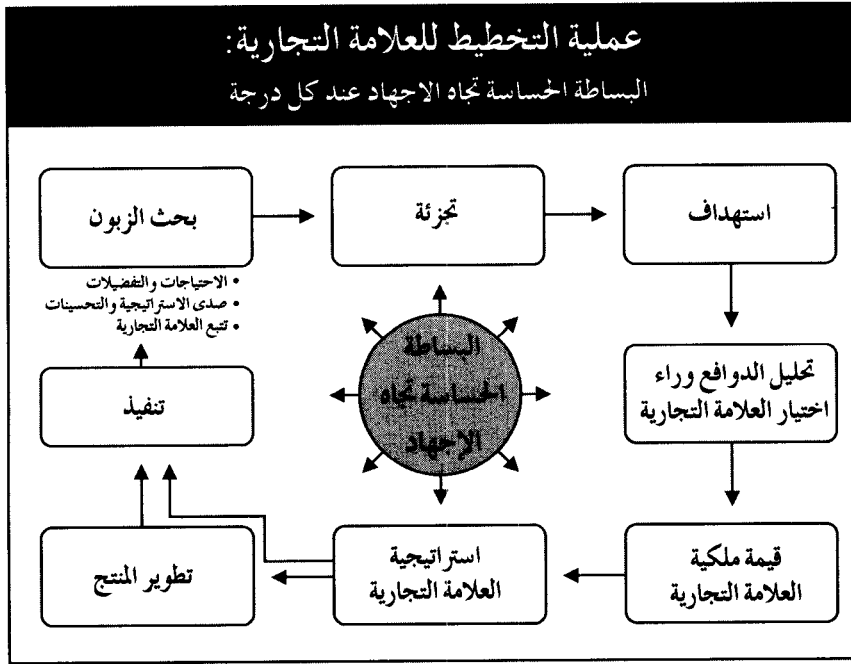 عملية التخطيط للعلامة التجارية:
البساطة الحساسة تجاه الاجهاد عند كل درجة
بحث الزبون
• الاحتياجات والتفضيلات
• صدى الاستراتيجية والتحسينات
• تتبع العلامة التجارية
تجزئة
استهداف
تحليل الدوافع وراء
اختيار العلامة التجارية
قيمة ملكية
العلامة التجارية
استراتيجية
العلامة التجارية
تطوير المنتج
تنفيذ
البساطة
الحساسة تجاه
الإجهاد